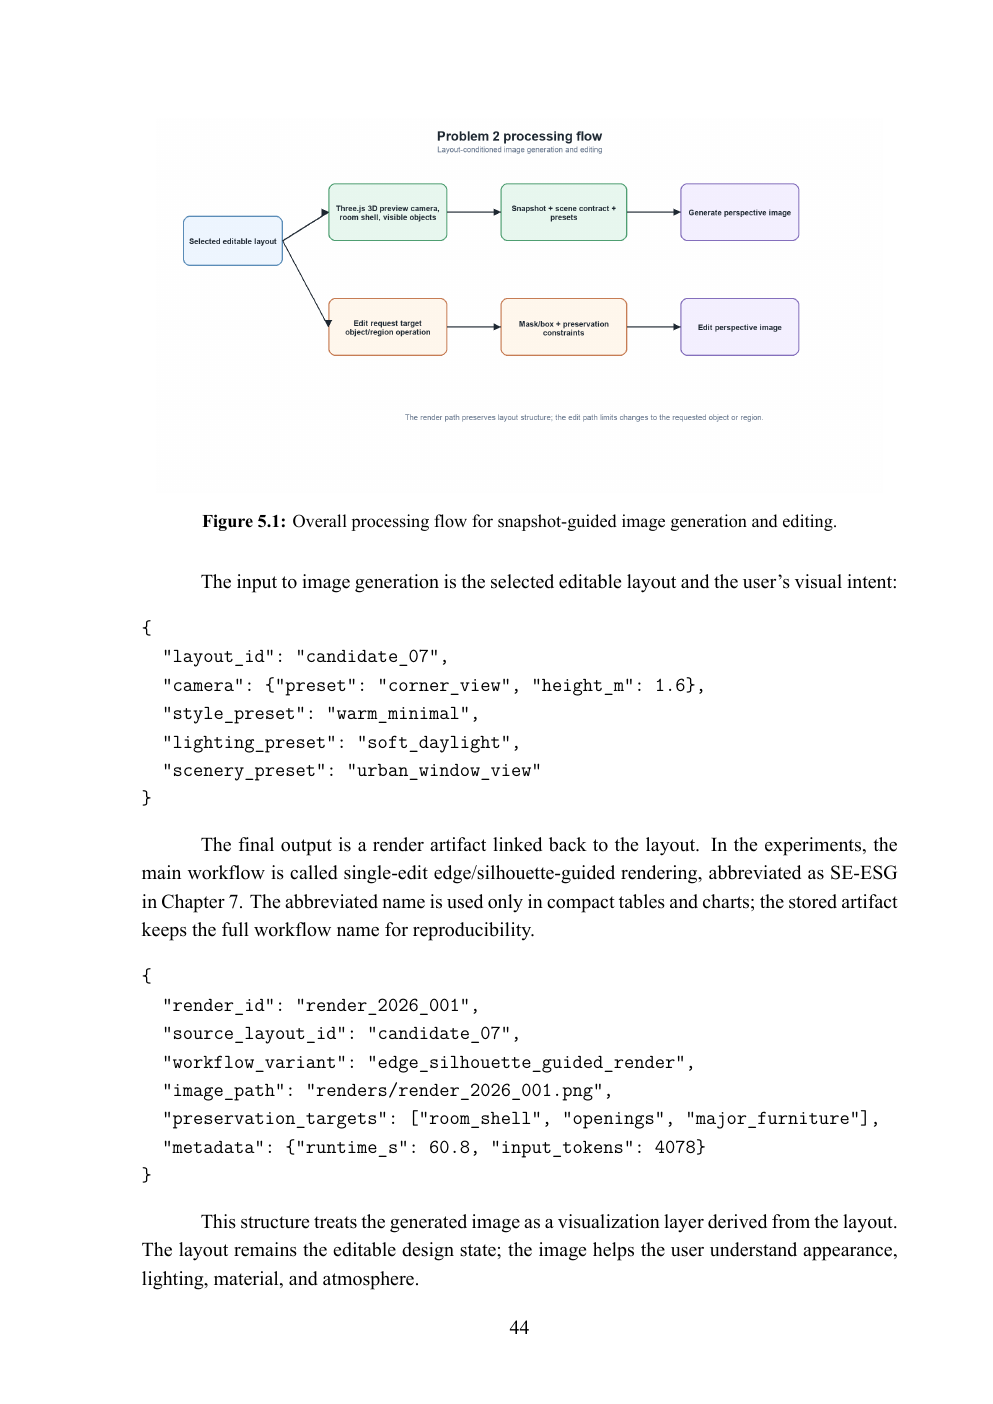 Problem 2 processing flow
Layout-conditioned image generation and editing
Three.js 3D preview camera,
room shell, visible objects
Snapshot + scene contract +
presets
Generate perspective image
Selected editable layout
Edit request target
object/region operation
Mask/box + preservation
constraints
Edit perspective image
The render path preserves layout structure; the edit path limits changes to the requested object or region.
Figure 5.1: Overall processing flow for snapshot-guided image generation and editing.
The input to image generation is the selected editable layout and the user’s visual intent:
{
"layout_id": "candidate_07",
"camera": {"preset": "corner_view", "height_m": 1.6},
"style_preset": "warm_minimal",
"lighting_preset": "soft_daylight",
"scenery_preset": "urban_window_view"
}
The final output is a render artifact linked back to the layout. In the experiments, the
main workflow is called single-edit edge/silhouette-guided rendering, abbreviated as SE-ESG
in Chapter 7. The abbreviated name is used only in compact tables and charts; the stored artifact
keeps the full workflow name for reproducibility.
{
"render_id": "render_2026_001",
"source_layout_id": "candidate_07",
"workflow_variant": "edge_silhouette_guided_render",
"image_path": "renders/render_2026_001.png",
"preservation_targets": ["room_shell", "openings", "major_furniture"],
"metadata": {"runtime_s": 60.8, "input_tokens": 4078}
}
This structure treats the generated image as a visualization layer derived from the layout.
The layout remains the editable design state; the image helps the user understand appearance,
lighting, material, and atmosphere.
44